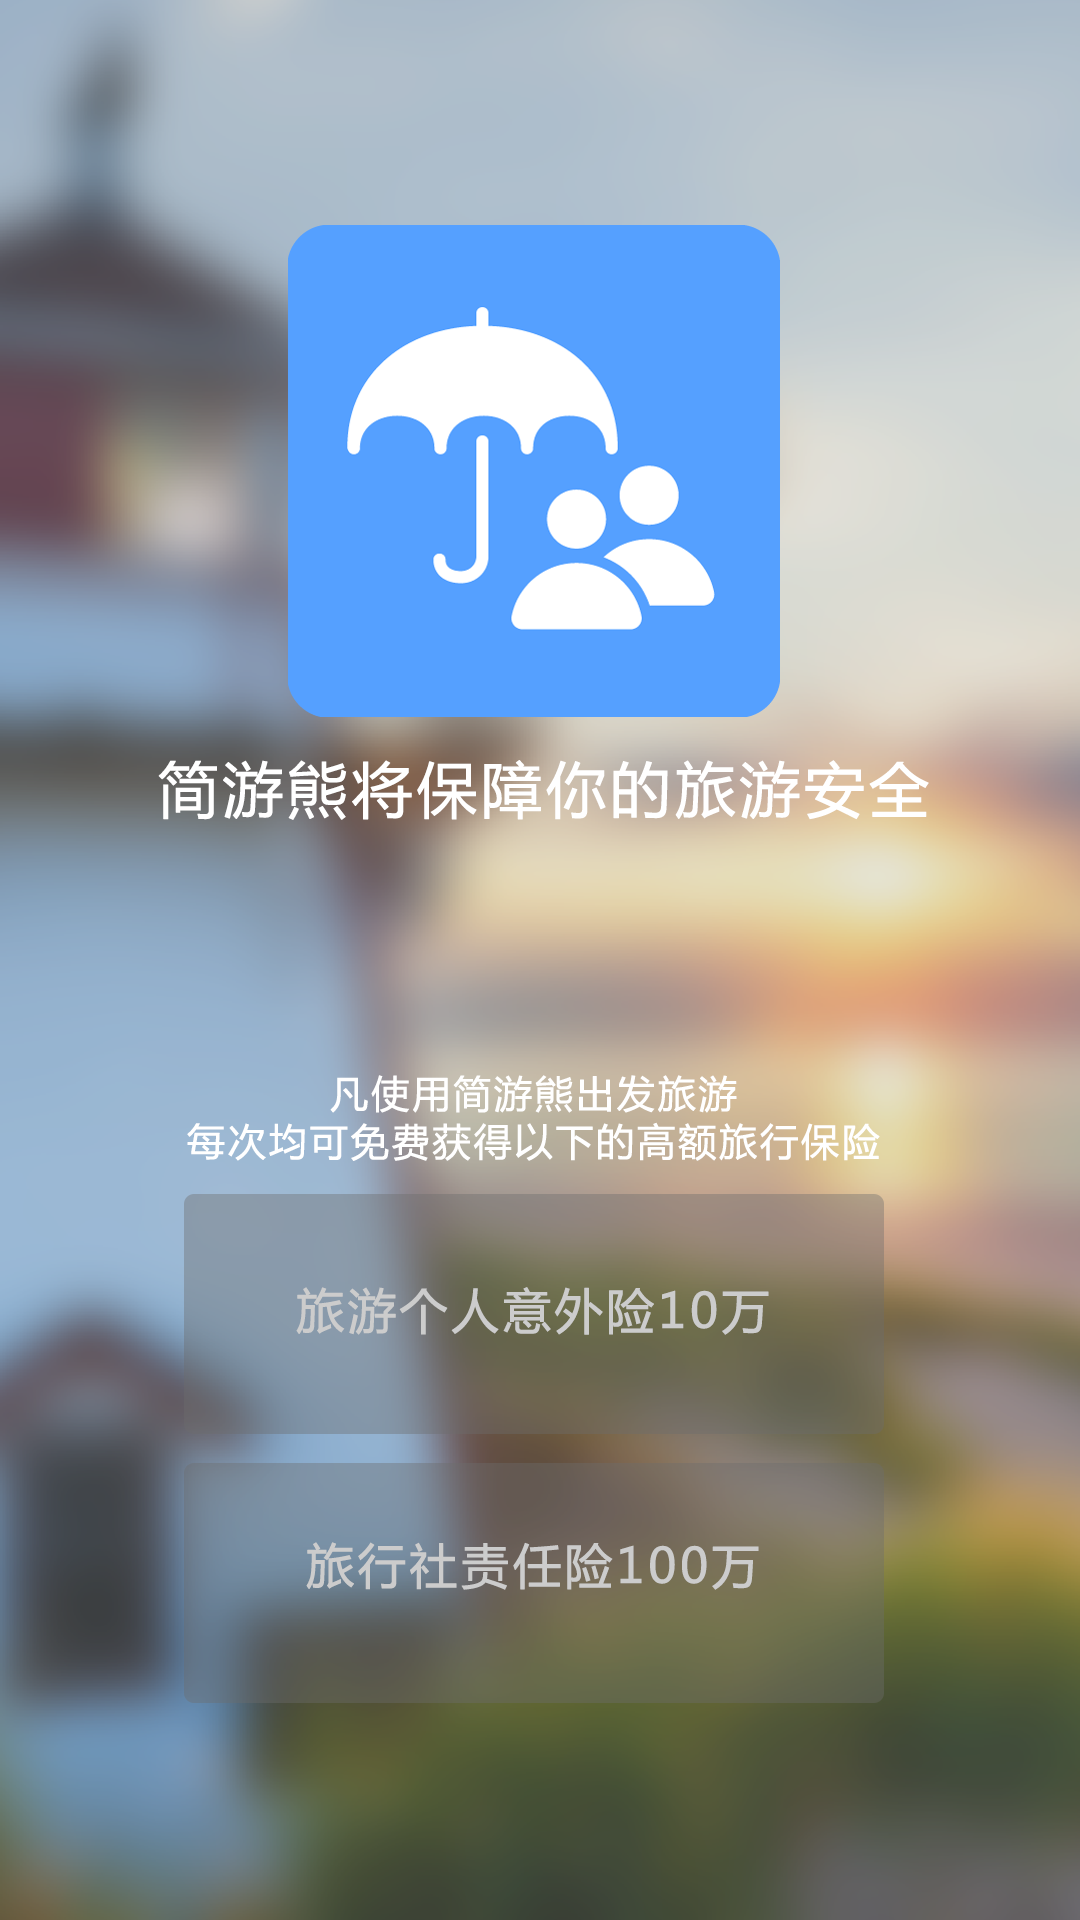 简游熊将保障你的旅游安全
凡使用简游熊出发旅游
每次均可免费获得以下的高额旅行保险
旅游个人意外险10万
旅行社责任险100万